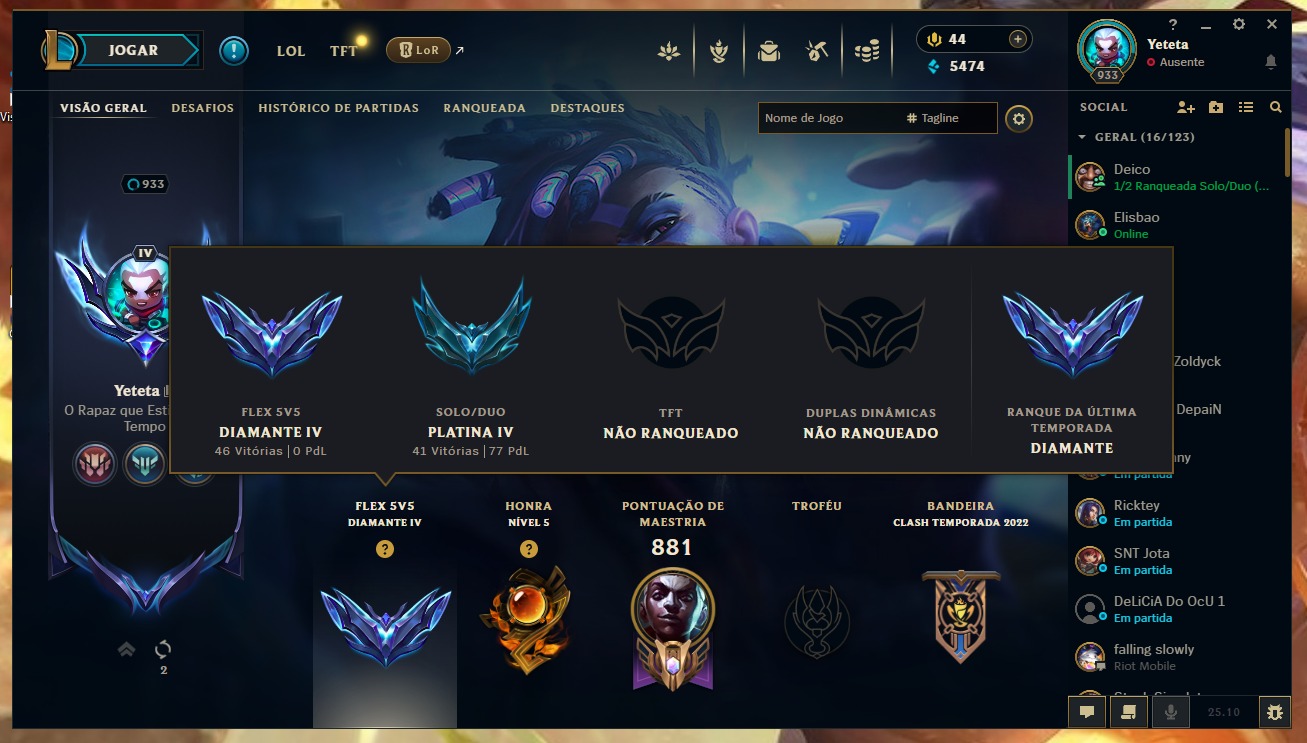 JOGAR
LOL
TFT
LoR
44
5474
Yeteta
Ausente
933
VISÃO GERAL
DESAFIOS
HISTÓRICO DE PARTIDAS
RANQUEADA
DESTAQUES
Nome de Jogo
# Tagline
SOCIAL
GERAL (16/123)
933
IV
Deico
1/2 Ranqueada Solo/Duo (...
Elisbao
Online
FLEX 5V5
DIAMANTE IV
46 Vitórias | 0 PdL
SOLO/DUO
PLATINA IV
41 Vitórias | 77 PdL
TFT
NÃO RANQUEADO
DUPLAS DINÂMICAS
NÃO RANQUEADO
RANQUE DA ÚLTIMA
TEMPORADA
DIAMANTE
Yeteta
O Rapaz que
Tempo
Zoldyck
DepaiN
Em partida
FLEX 5V5
DIAMANTE IV
HONRA
NÍVEL 5
PONTUAÇÃO DE
MAESTRIA
881
TROFÉU
BANDEIRA
CLASH TEMPORADA 2022
Ricktey
Em partida
SNT Jota
Em partida
DeLiCiA Do OcU 1
Em partida
falling slowly
Riot Mobile
2
25.10